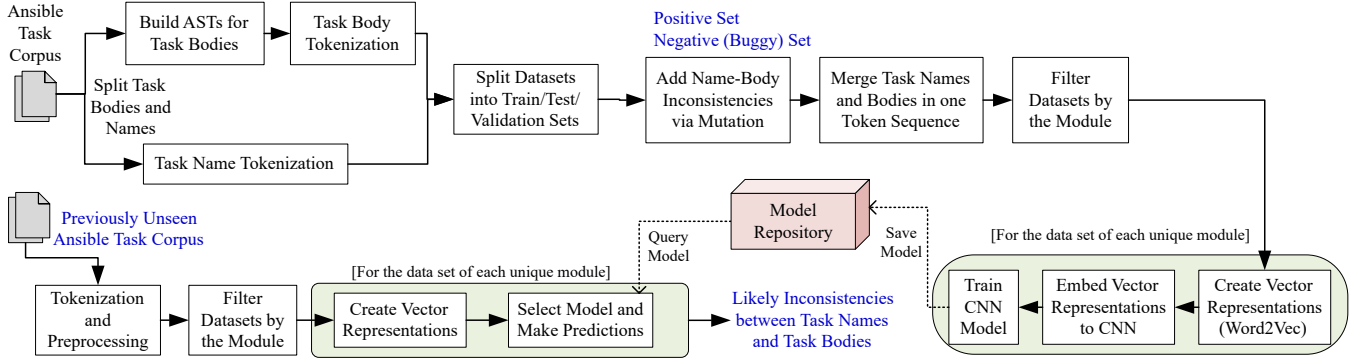 Ansible
Task
Corpus
Build ASTs for
Task Bodies
Task Body
Tokenization
Split Task
Bodies and
Names
Task Name Tokenization
Split Datasets
into Train/Test/
Validation Sets
Positive Set
Negative (Buggy) Set
Add Name-Body
Inconsistencies
via Mutation
Merge Task Names
and Bodies in one
Token Sequence
Filter
Datasets by
the Module
[For the data set of each unique module]
Create Vector
Representations
(Word2Vec)
Embed Vector
Representations
to CNN
Train
CNN
Model
Save
Model
Model
Repository
Query
Model
Previously Unseen
Ansible Task Corpus
Tokenization
and
Preprocessing
Filter
Datasets by
the Module
[For the data set of each unique module]
Create Vector
Representations
Select Model and
Make Predictions
Likely Inconsistencies
between Task Names
and Task Bodies